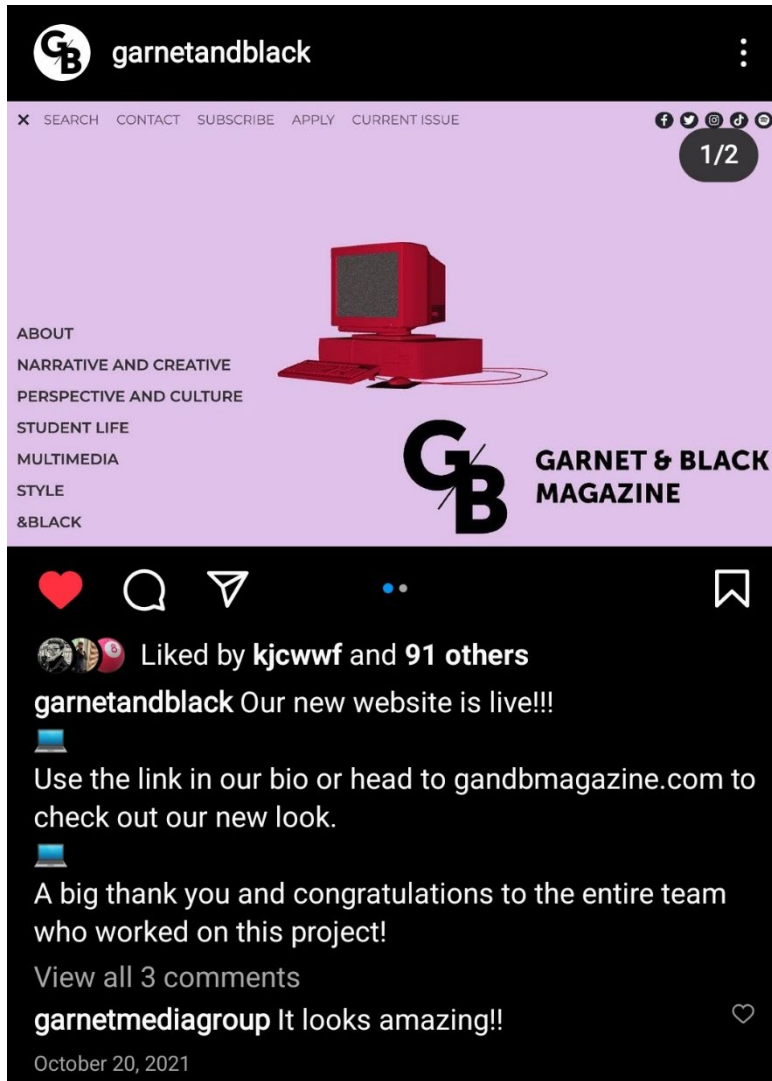 GB garnetandblack
SEARCH CONTACT SUBSCRIBE APPLY CURRENT ISSUE
1/2
ABOUT
NARRATIVE AND CREATIVE
PERSPECTIVE AND CULTURE
STUDENT LIFE
MULTIMEDIA
STYLE
&BLACK
GB
GARNET & BLACK
MAGAZINE
Liked by kjcwwf and 91 others
garnetandblack Our new website is live!!!
💻
Use the link in our bio or head to gandbmagazine.com to
check out our new look.
💻
A big thank you and congratulations to the entire team
who worked on this project!
View all 3 comments
garnetmediagroup It looks amazing!!
October 20, 2021